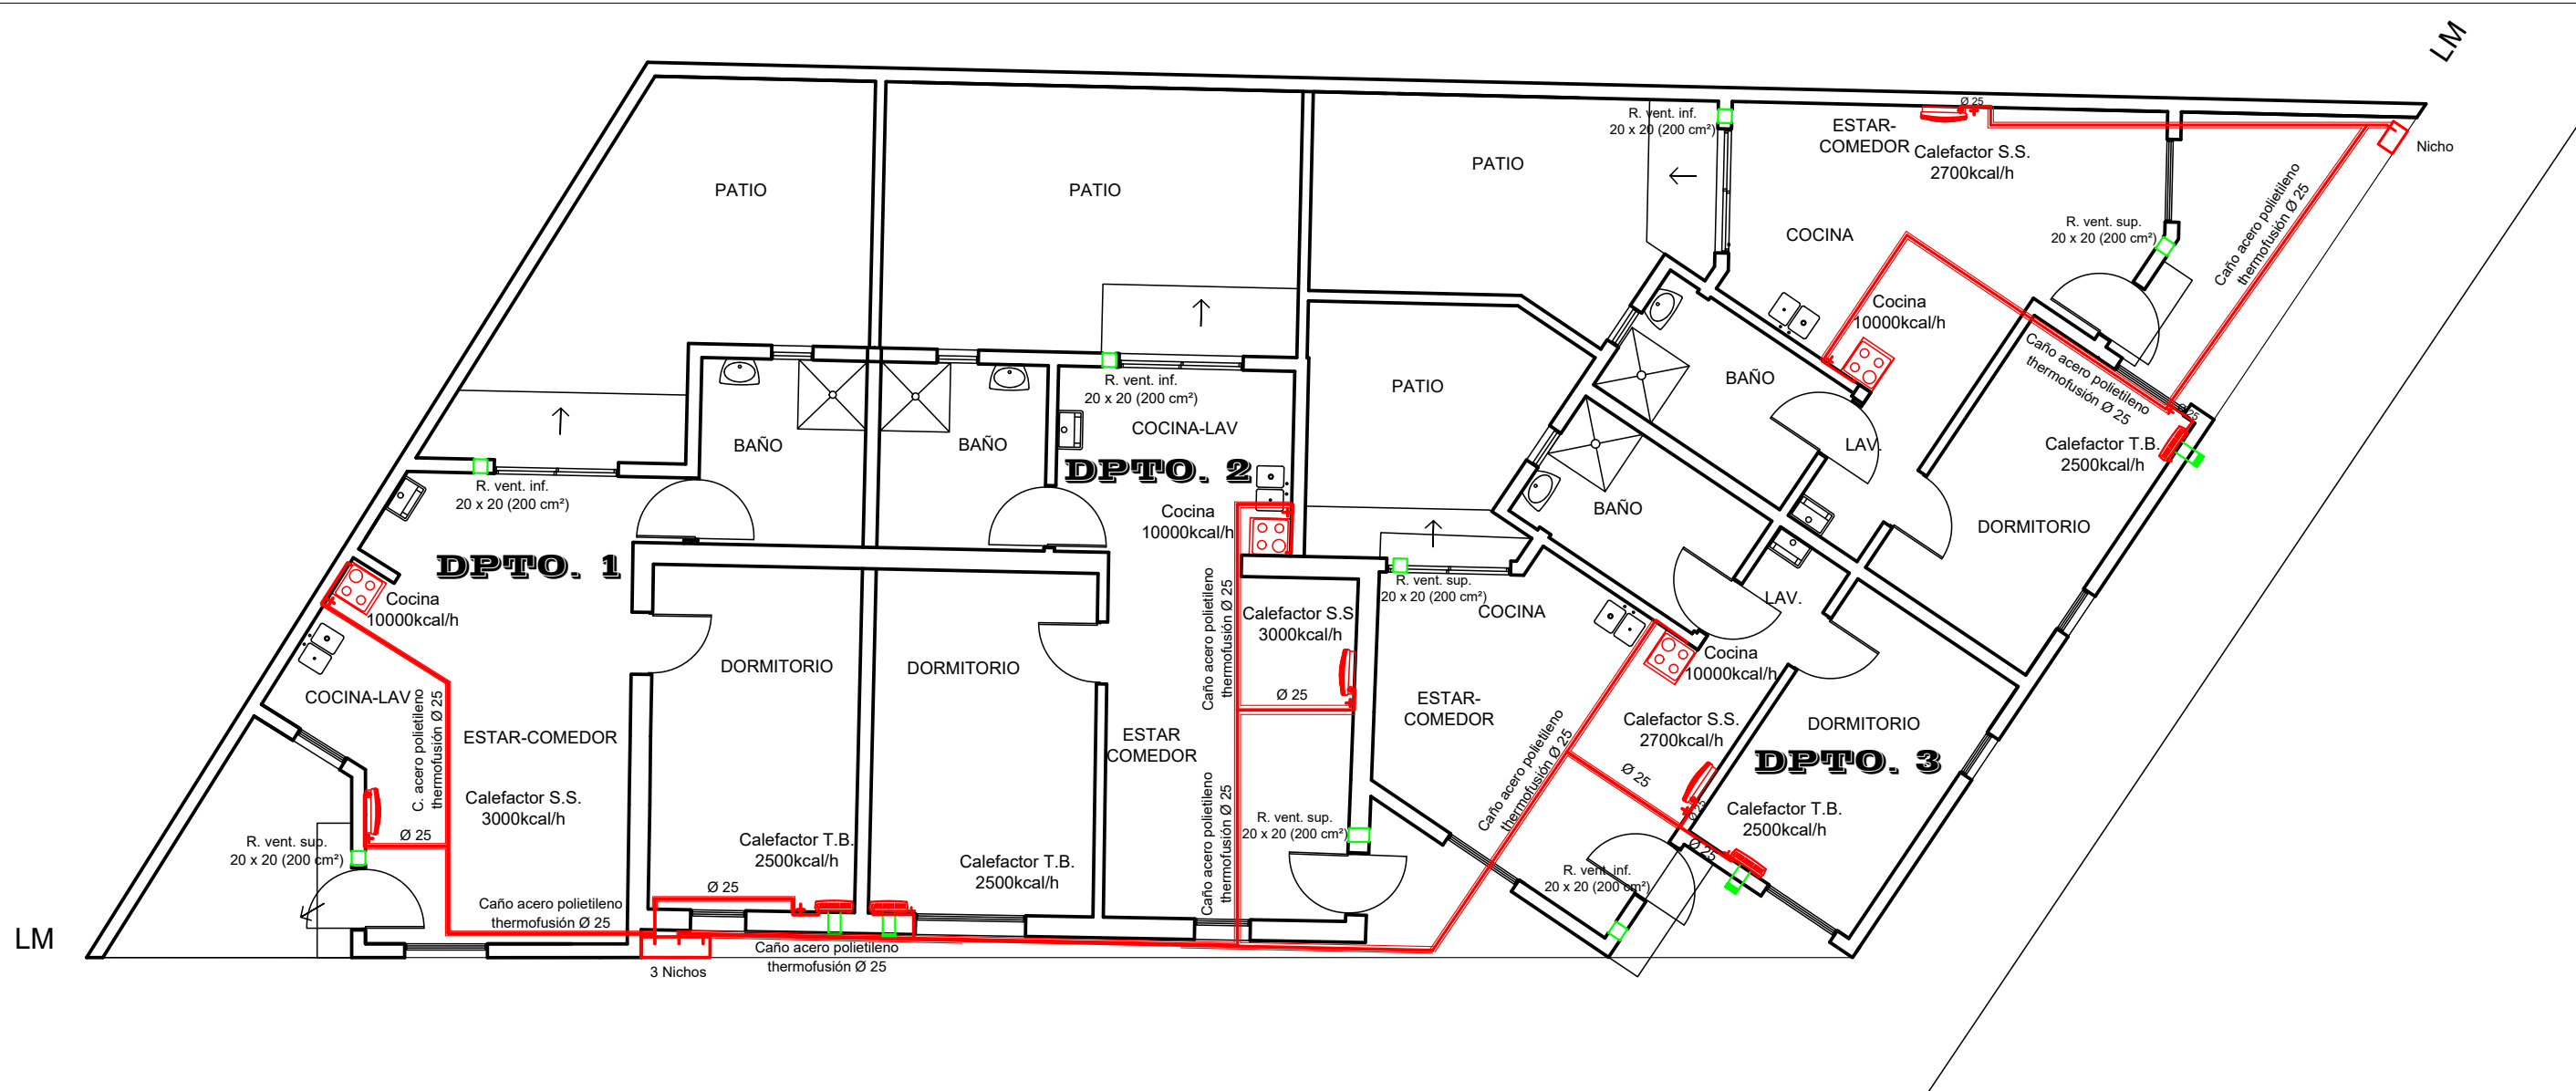 LM
LM
3 Nichos
Nicho
DPTO. 1
PATIO
BAÑO
R. vent. inf.
20 x 20 (200 cm²)
Cocina
10000kcal/h
COCINA-LAV
C. acero polietileno
thermofusión Ø 25
ESTAR-COMEDOR
Calefactor S.S.
3000kcal/h
Ø 25
R. vent. sup.
20 x 20 (200 cm²)
Caño acero polietileno
thermofusión Ø 25
DORMITORIO
Calefactor T.B.
2500kcal/h
Ø 25
Caño acero polietileno
thermofusión Ø 25
DPTO. 2
PATIO
BAÑO
R. vent. inf.
20 x 20 (200 cm²)
COCINA-LAV
Cocina
10000kcal/h
DORMITORIO
Calefactor T.B.
2500kcal/h
ESTAR
COMEDOR
Caño acero polietileno
thermofusión Ø 25
Calefactor S.S
3000kcal/h
Ø 25
Caño acero polietileno
thermofusión Ø 25
R. vent. sup.
20 x 20 (200 cm²)
DPTO. 3
PATIO
BAÑO
R. vent. sup.
20 x 20 (200 cm²)
COCINA
LAV.
Cocina
10000kcal/h
ESTAR-
COMEDOR
Calefactor S.S.
2700kcal/h
Caño acero polietileno
thermofusión Ø 25
Ø 25
Ø 25
Ø 25
DORMITORIO
Calefactor T.B.
2500kcal/h
R. vent. inf.
20 x 20 (200 cm²)
PATIO
R. vent. inf.
20 x 20 (200 cm²)
ESTAR-
COMEDOR
Calefactor S.S.
2700kcal/h
Ø 25
COCINA
Cocina
10000kcal/h
BAÑO
LAV.
R. vent. sup.
20 x 20 (200 cm²)
Caño acero polietileno
thermofusión Ø 25
Caño acero polietileno
thermofusión Ø 25
Ø 25
Calefactor T.B.
2500kcal/h
DORMITORIO